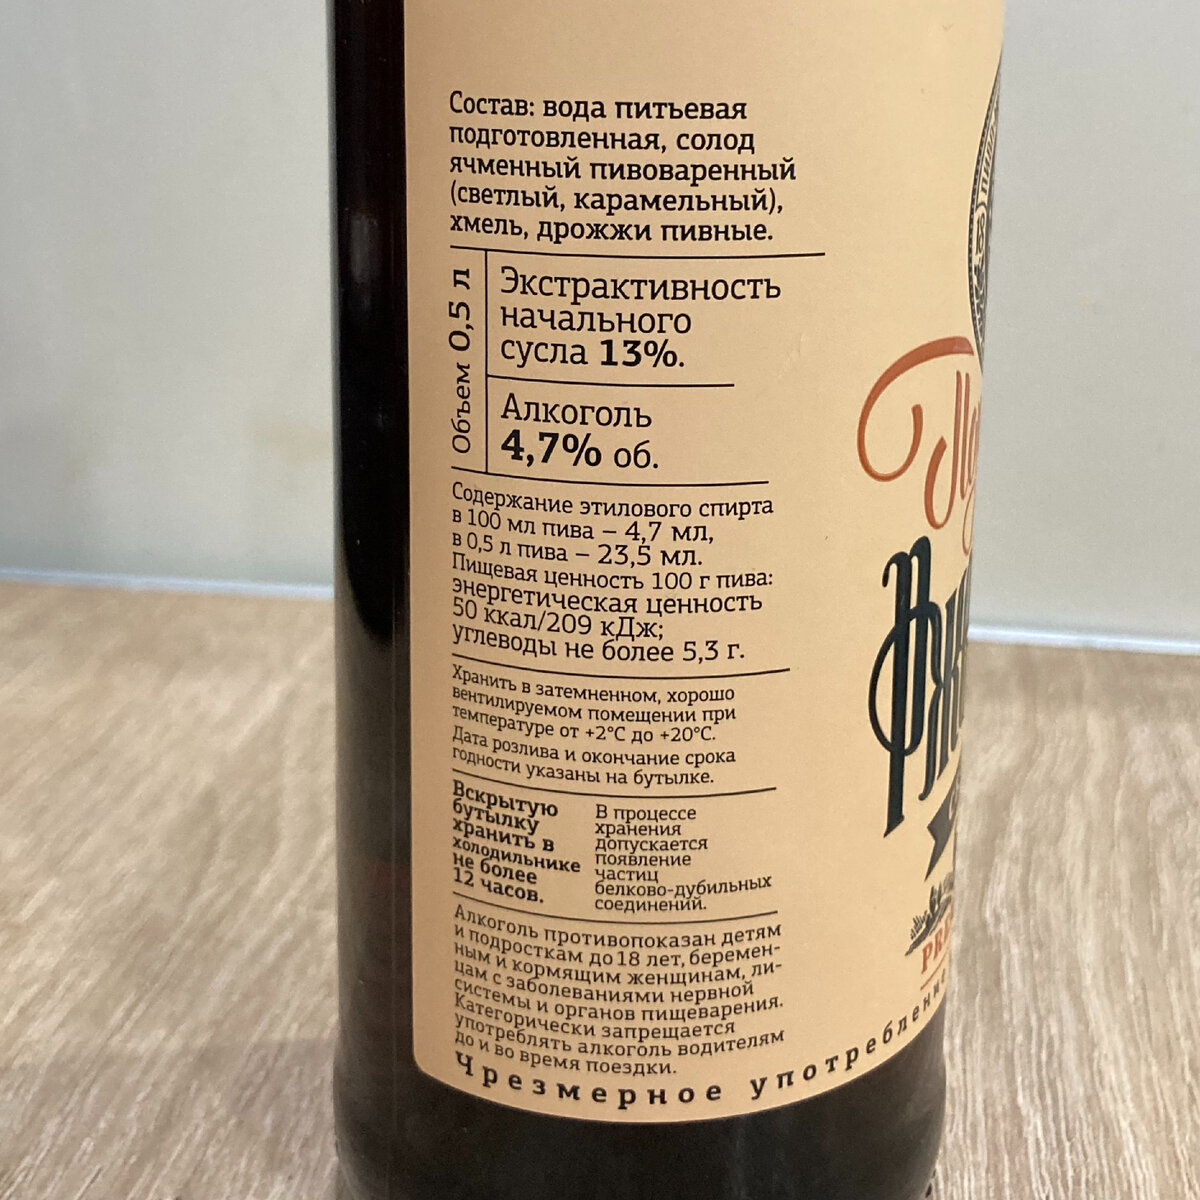 Состав: вода питьевая
подготовленная, солод
ячменный пивоваренный
(светлый, карамельный),
хмель, дрожжи пивные.
Объем 0,5 л
Экстрактивность
начального
сусла 13%.
Алкоголь
4,7% об.
Содержание этилового спирта
в 100 мл пива – 4,7 мл,
в 0,5 л пива – 23,5 мл.
Пищевая ценность 100 г пива:
энергетическая ценность
50 ккал/209 кДж;
углеводы не более 5,3 г.
Хранить в затемненном, хорошо
вентилируемом помещении при
температуре от +2°С до +20°С.
Дата розлива и окончание срока
годности указаны на бутылке.
Вскрытую
бутылку
хранить в
холодильнике
не более
12 часов.
В процессе
хранения
допускается
появление
частиц
белково-дубильных
соединений.
Алкоголь противопоказан детям
и подросткам до 18 лет, беремен-
ным и кормящим женщинам, ли-
цам с заболеваниями нервной
системы и органов пищеварения.
Категорически запрещается
употреблять алкоголь водителям
до и во время поездки.
Чрезмерное употребление